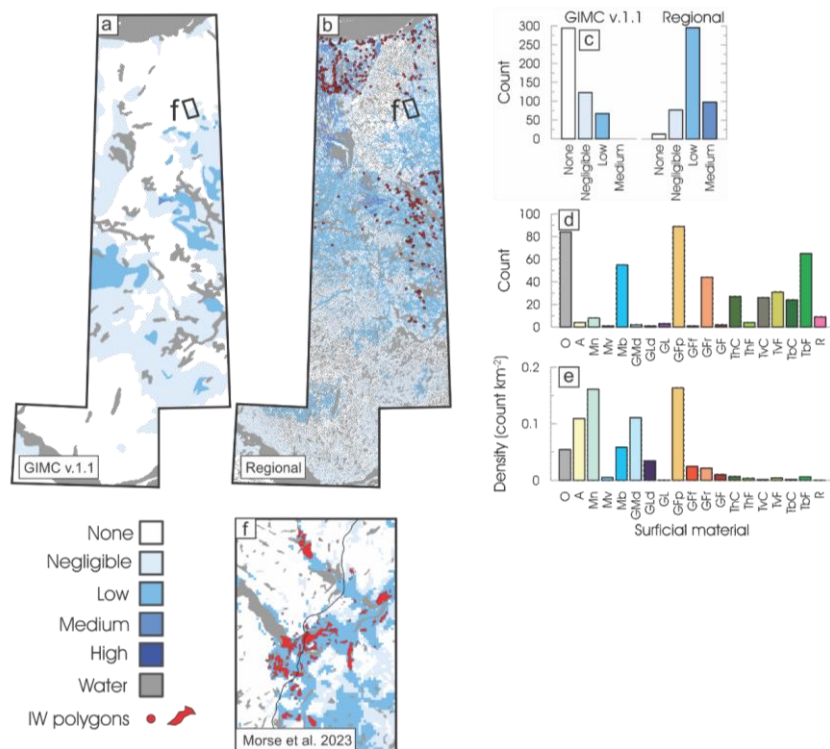 a
f
GIMC v.1.1
b
f
Regional
GIMC v.1.1 Regional
c
Count
300
250
200
150
100
50
0
None
Negligible
Low
Medium
None
Negligible
Low
Medium
d
Count
100
80
60
40
20
0
O A Mn Mv Mb GMd GLd GL GFp GFf GFr GF ThC ThF TvC TvF TbC TbF R
e
Density (count km-2)
0.2
0.1
0
O A Mn Mv Mb GMd GLd GL GFp GFf GFr GF ThC ThF TvC TvF TbC TbF R
Surficial material
None
Negligible
Low
Medium
High
Water
IW polygons
f
Morse et al. 2023